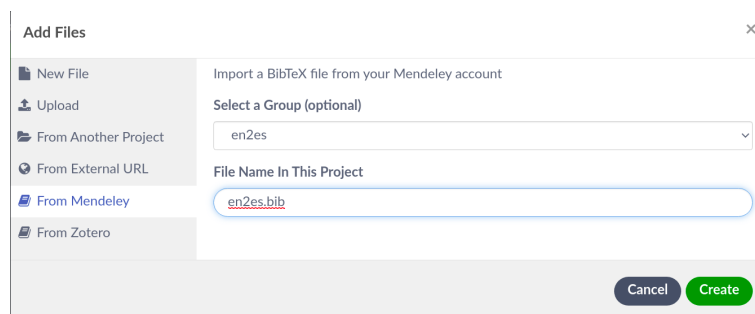 Add Files
×
New File
Upload
From Another Project
From External URL
From Mendeley
From Zotero
Import a BibTeX file from your Mendeley account
Select a Group (optional)
en2es
File Name In This Project
en2es.bib
Cancel
Create